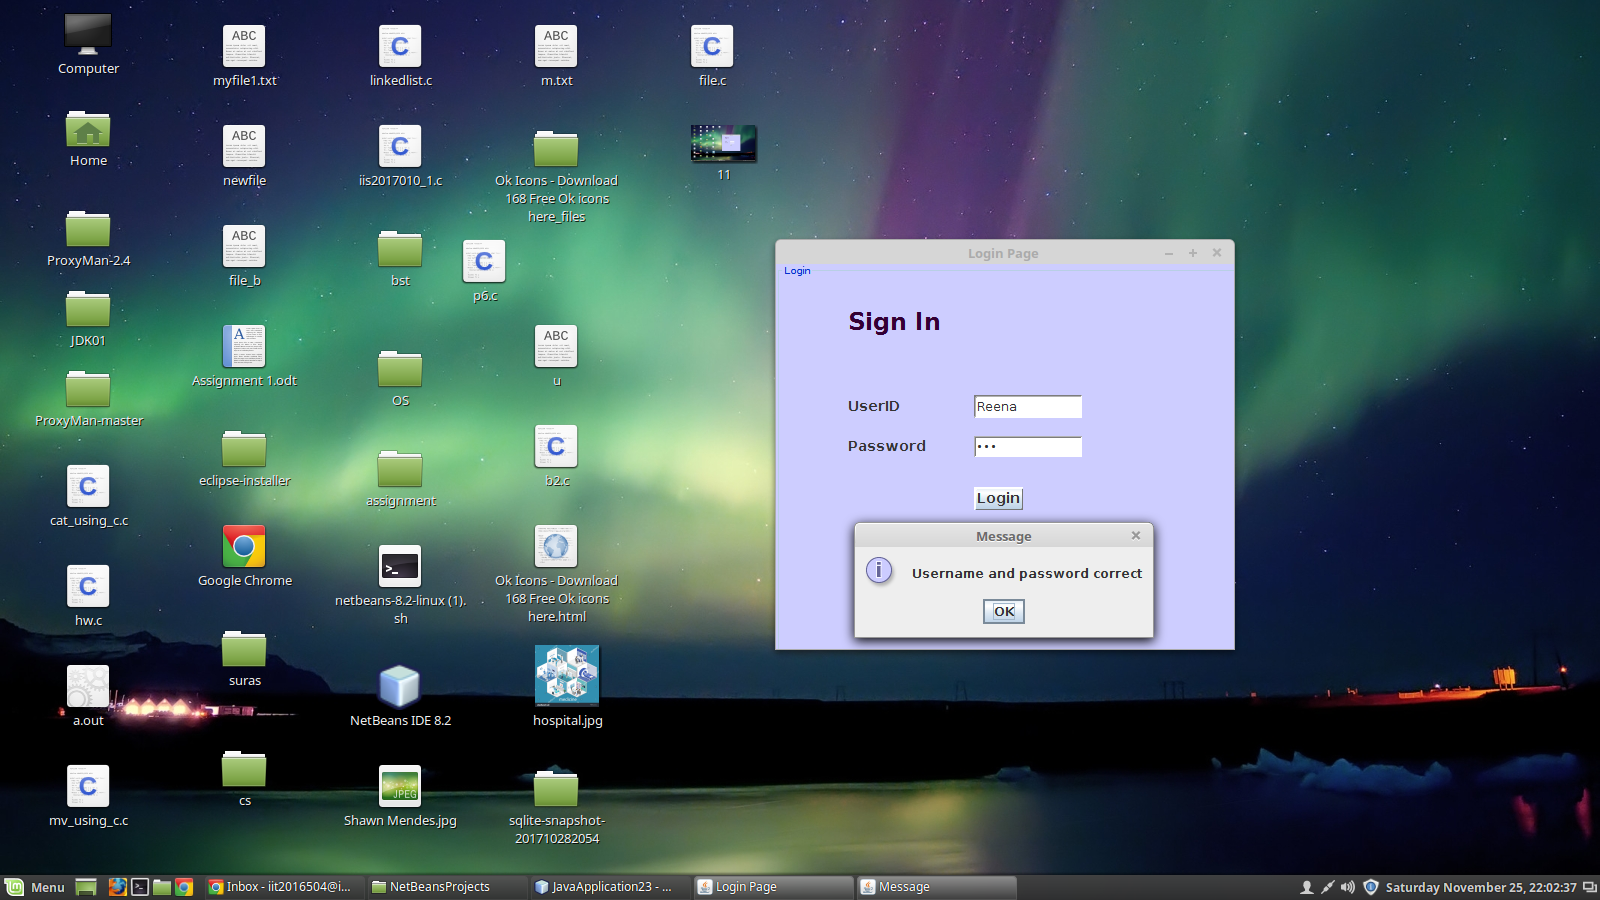 Computer
Home
ProxyMan-2.4
JDK01
ProxyMan-master
cat_using_c.c
hw.c
a.out
mv_using_c.c
ABC
myfile1.txt
ABC
newfile
ABC
file_b
A
Assignment 1.odt
eclipse-installer
Google Chrome
suras
cs
C
linkedlist.c
C
iis2017010_1.c
bst
C
p6.c
OS
assignment
netbeans-8.2-linux (1).
sh
NetBeans IDE 8.2
JPEG
Shawn Mendes.jpg
ABC
m.txt
Ok Icons - Download
168 Free Ok icons
here_files
ABC
u
C
b2.c
Ok Icons - Download
168 Free Ok icons
here.html
hospital.jpg
sqlite-snapshot-
201710282054
C
file.c
11
Login Page
Login
Sign In
UserID Reena
Password •••
Login
Message
Username and password correct
OK
Menu Inbox - iit2016504@i... NetBeansProjects JavaApplication23 - ... Login Page Message Saturday November 25, 22:02:37